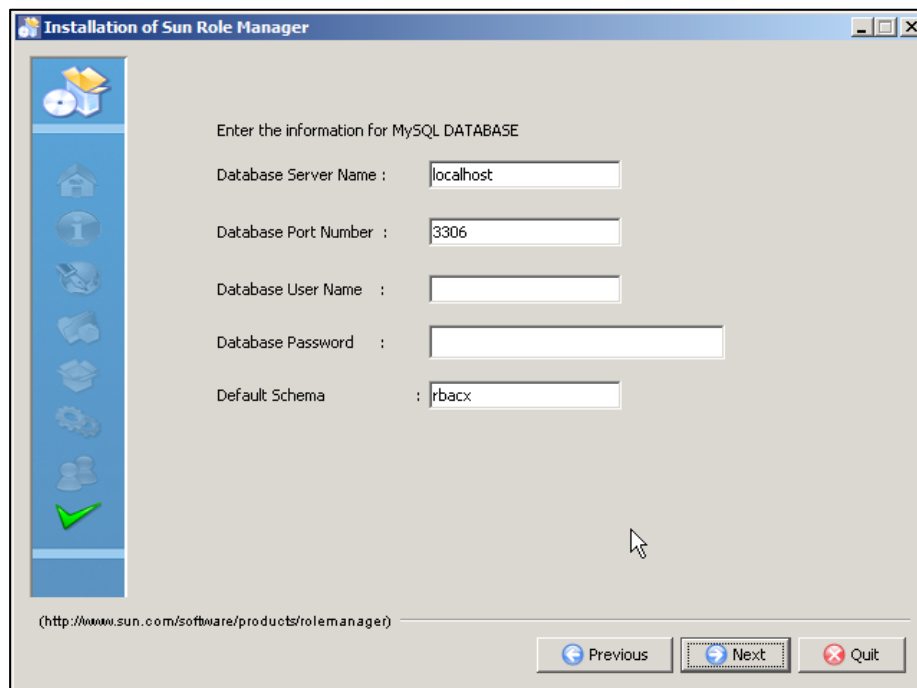 Installation of Sun Role Manager
Enter the information for MySQL DATABASE
Database Server Name : localhost
Database Port Number : 3306
Database User Name :
Database Password :
Default Schema : rbacx
(http://www.sun.com/software/products/rolemanager)
Previous Next Quit